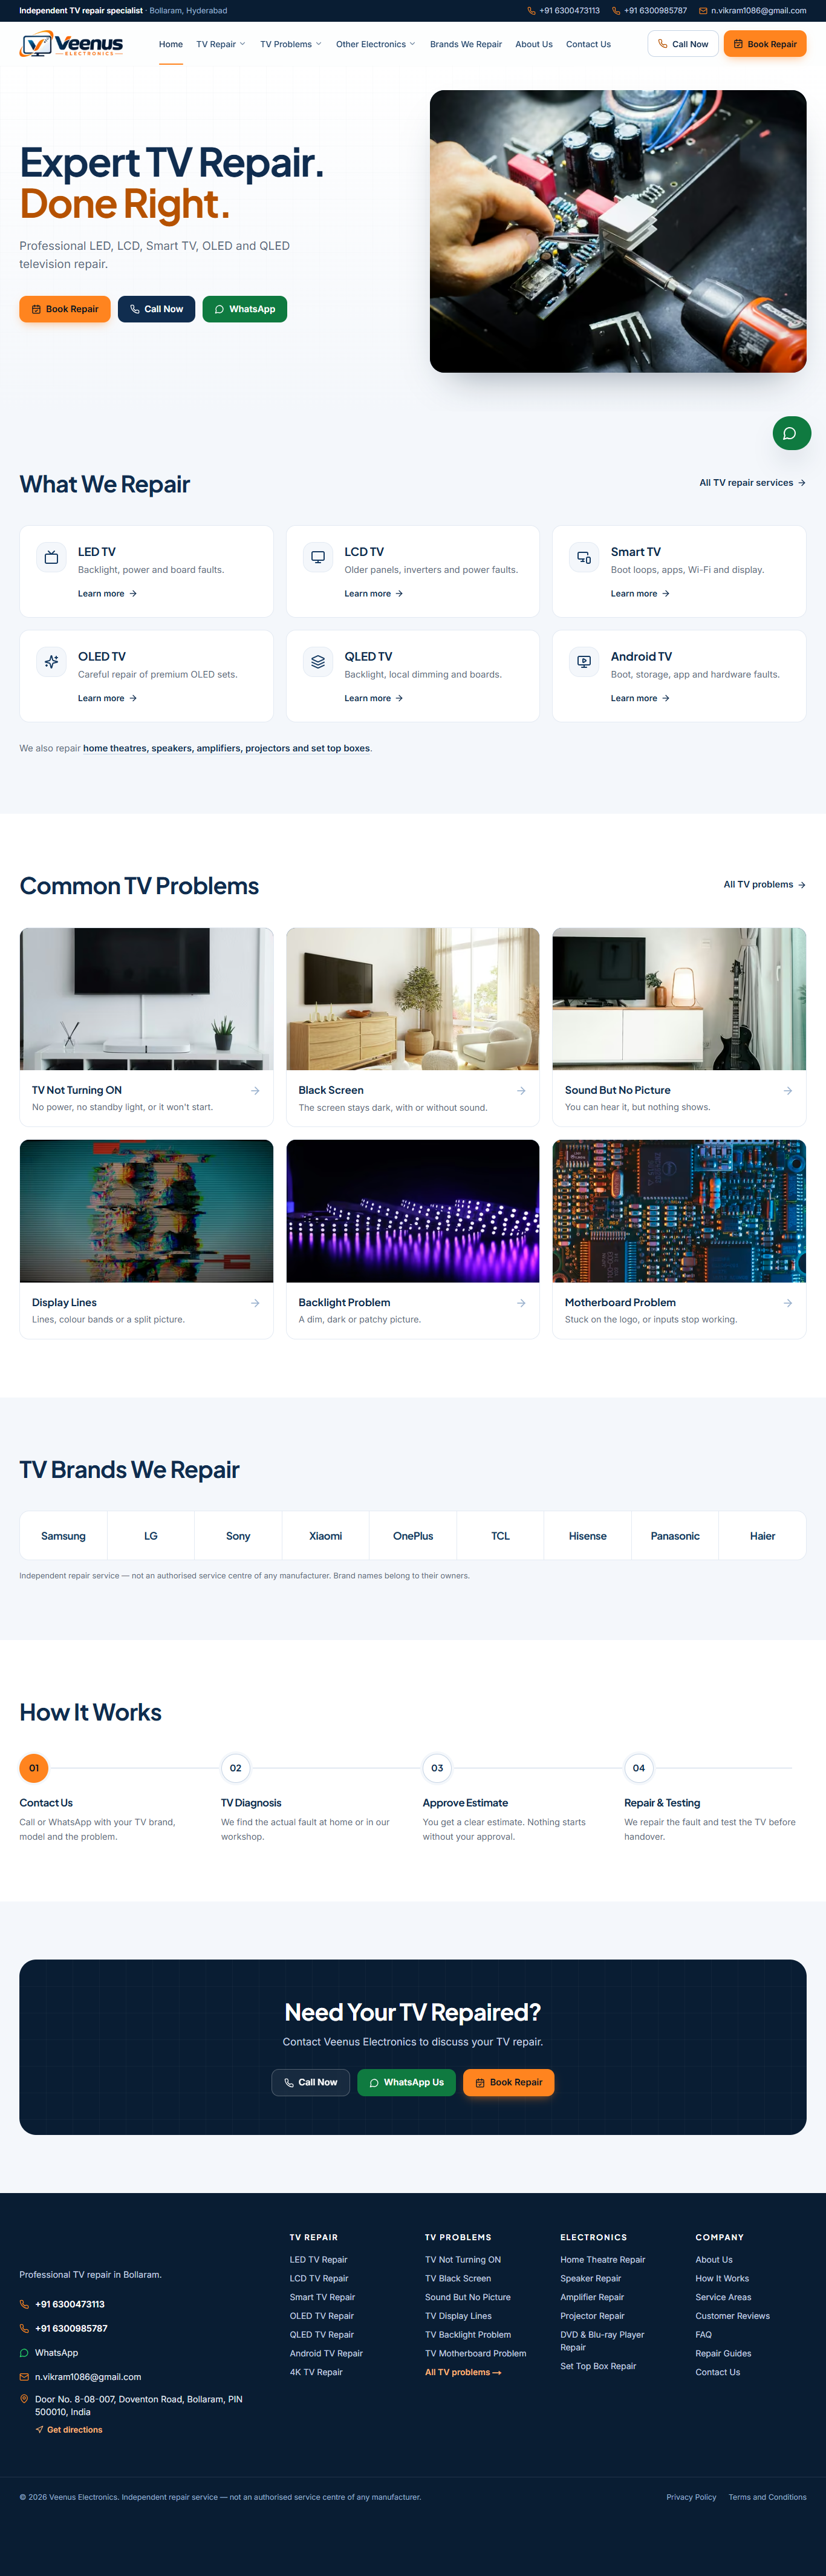 Independent TV repair specialist · Bollaram, Hyderabad
+91 6300473113
+91 6300985787
n.vikram1086@gmail.com
Veenus
ELECTRONICS
Home
TV Repair
TV Problems
Other Electronics
Brands We Repair
About Us
Contact Us
Call Now
Book Repair
Expert TV Repair.
Done Right.
Professional LED, LCD, Smart TV, OLED and QLED
television repair.
Book Repair
Call Now
WhatsApp
What We Repair
All TV repair services →
LED TV
Backlight, power and board faults.
Learn more →
LCD TV
Older panels, inverters and power faults.
Learn more →
Smart TV
Boot loops, apps, Wi-Fi and display.
Learn more →
OLED TV
Careful repair of premium OLED sets.
Learn more →
QLED TV
Backlight, local dimming and boards.
Learn more →
Android TV
Boot, storage, app and hardware faults.
Learn more →
We also repair home theatres, speakers, amplifiers, projectors and set top boxes.
Common TV Problems
All TV problems →
TV Not Turning ON
No power, no standby light, or it won't start.
Black Screen
The screen stays dark, with or without sound.
Sound But No Picture
You can hear it, but nothing shows.
Display Lines
Lines, colour bands or a split picture.
Backlight Problem
A dim, dark or patchy picture.
Motherboard Problem
Stuck on the logo, or inputs stop working.
TV Brands We Repair
Samsung
LG
Sony
Xiaomi
OnePlus
TCL
Hisense
Panasonic
Haier
Independent repair service — not an authorised service centre of any manufacturer. Brand names belong to their owners.
How It Works
01
Contact Us
Call or WhatsApp with your TV brand,
model and the problem.
02
TV Diagnosis
We find the actual fault at home or in our
workshop.
03
Approve Estimate
You get a clear estimate. Nothing starts
without your approval.
04
Repair & Testing
We repair the fault and test the TV before
handover.
Need Your TV Repaired?
Contact Veenus Electronics to discuss your TV repair.
Call Now
WhatsApp Us
Book Repair
Professional TV repair in Bollaram.
+91 6300473113
+91 6300985787
WhatsApp
n.vikram1086@gmail.com
Door No. 8-08-007, Doventon Road, Bollaram, PIN
500010, India
Get directions
TV REPAIR
LED TV Repair
LCD TV Repair
Smart TV Repair
OLED TV Repair
QLED TV Repair
Android TV Repair
4K TV Repair
TV PROBLEMS
TV Not Turning ON
TV Black Screen
Sound But No Picture
TV Display Lines
TV Backlight Problem
TV Motherboard Problem
All TV problems →
ELECTRONICS
Home Theatre Repair
Speaker Repair
Amplifier Repair
Projector Repair
DVD & Blu-ray Player
Repair
Set Top Box Repair
COMPANY
About Us
How It Works
Service Areas
Customer Reviews
FAQ
Repair Guides
Contact Us
© 2026 Veenus Electronics. Independent repair service — not an authorised service centre of any manufacturer.
Privacy Policy
Terms and Conditions